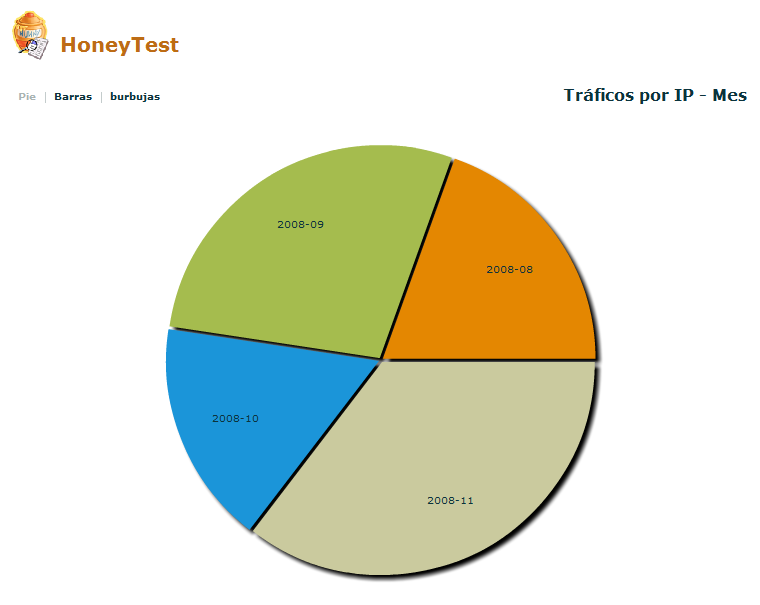 HoneyTest
Pie | Barras | burbujas
Tráficos por IP - Mes
2008-09
2008-08
2008-10
2008-11